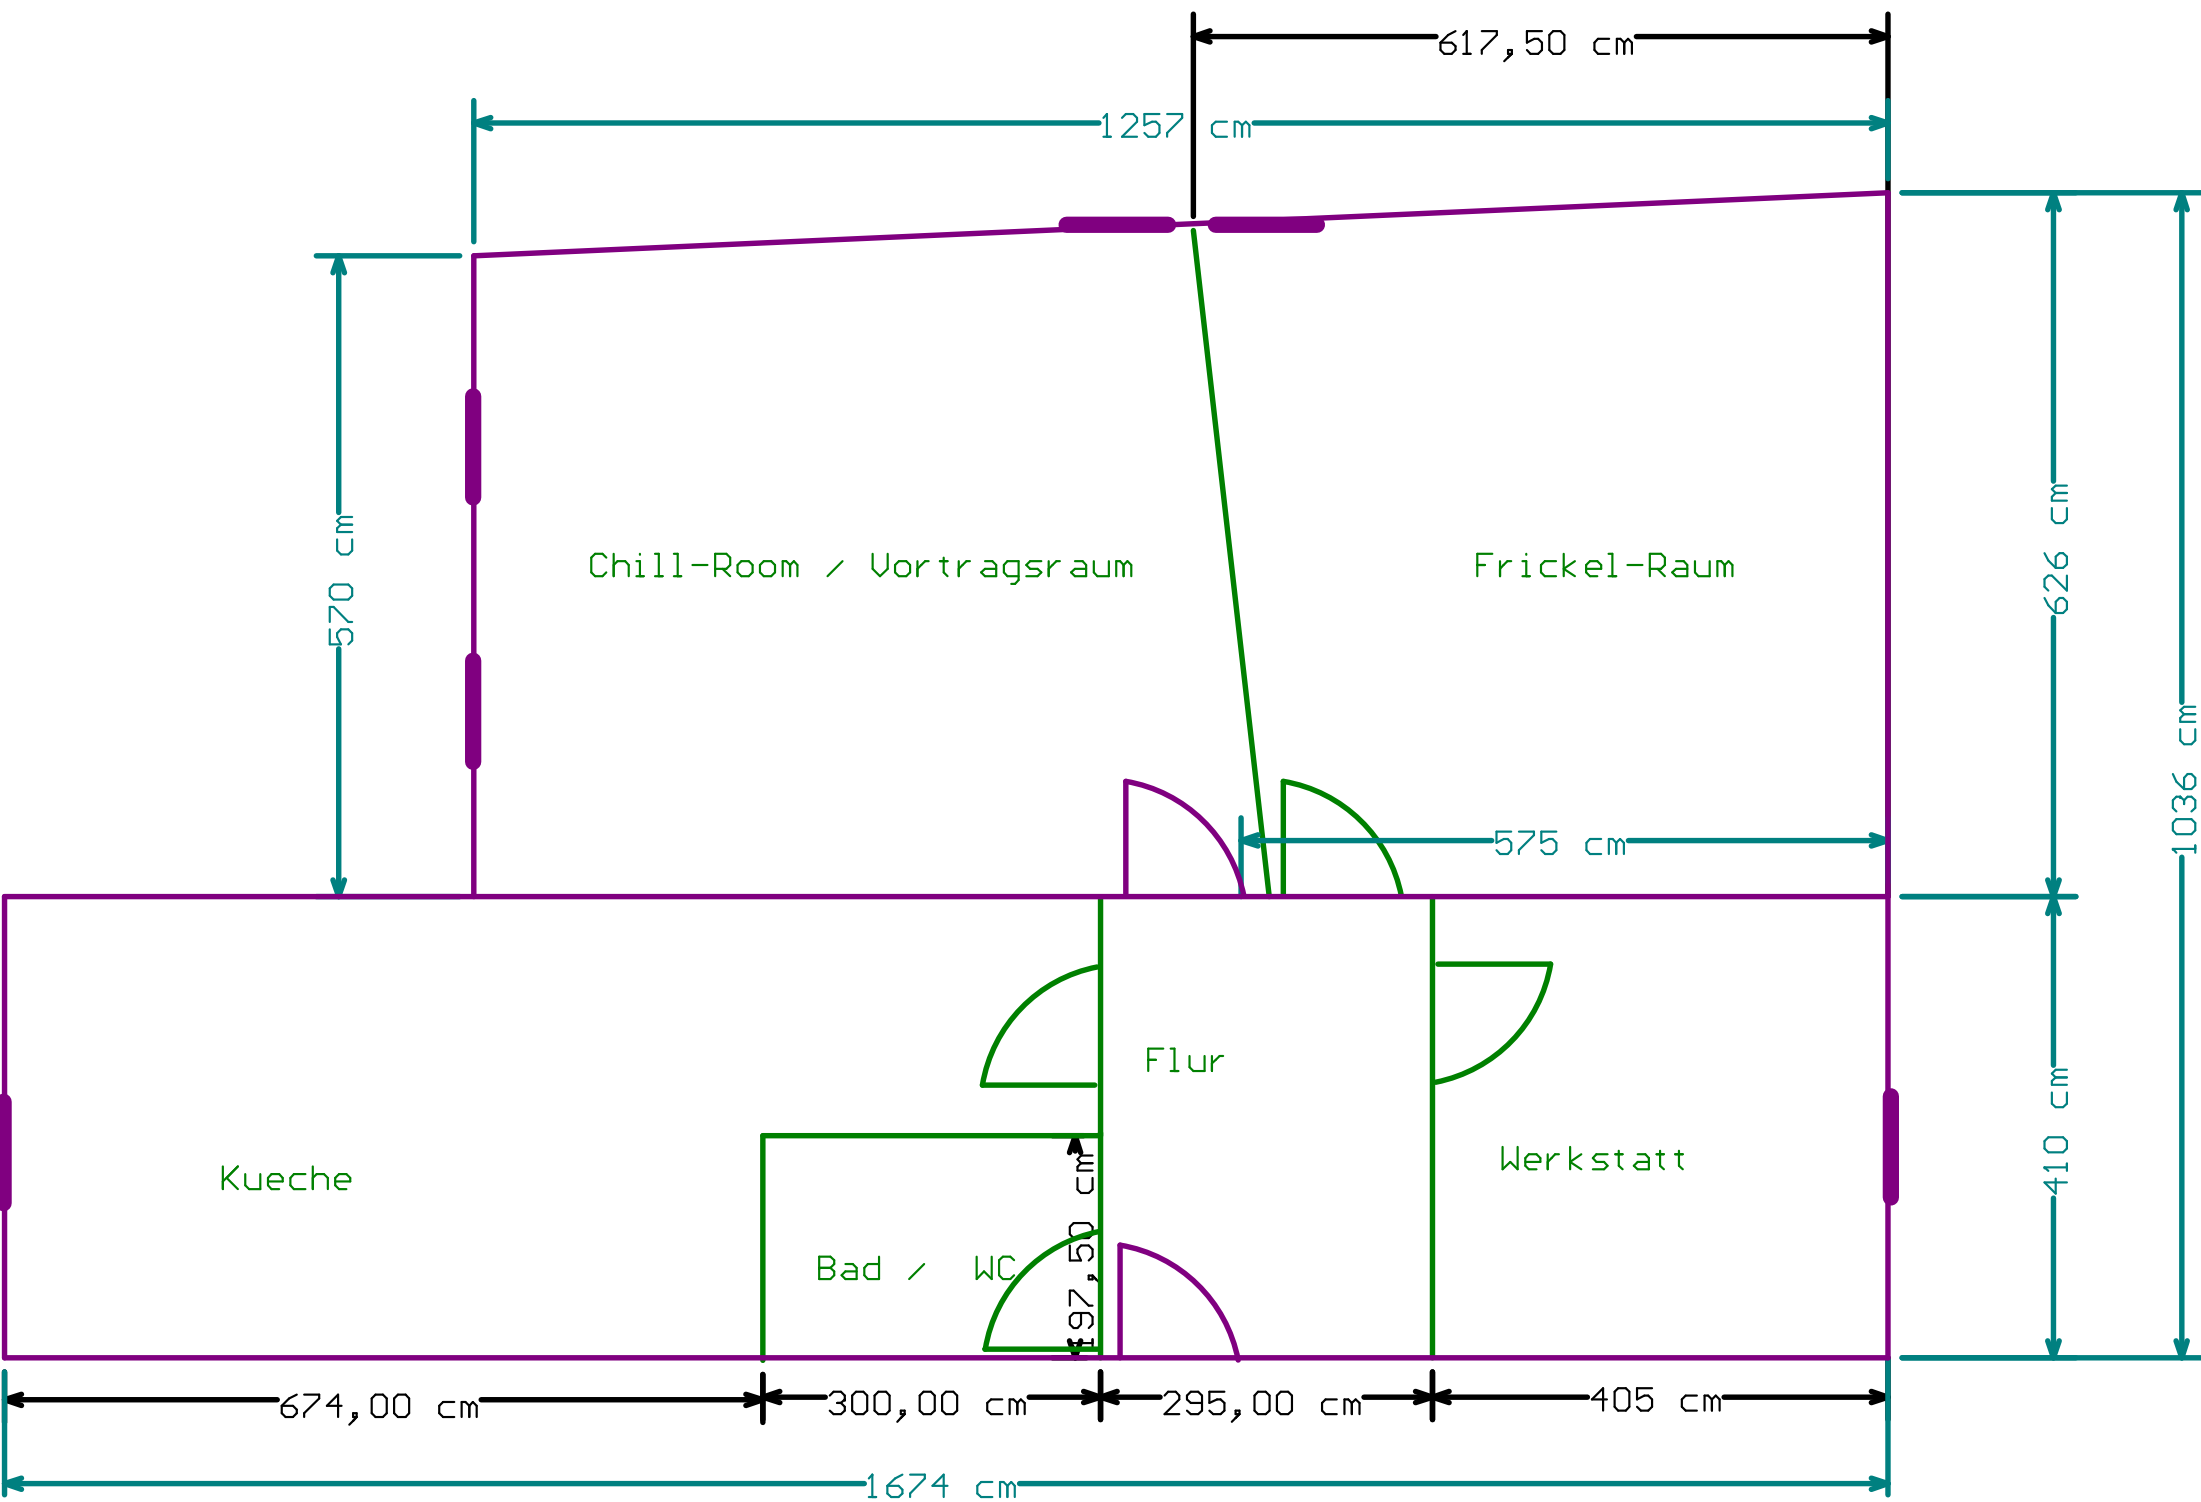 617,50 cm
1257 cm
570 cm
626 cm
Chill-Room / Vortragsraum
Frickel-Raum
1036 cm
575 cm
Flur
410 cm
Kueche
Werkstatt
197,50 cm
Bad / WC
674,00 cm
300,00 cm
295,00 cm
405 cm
1674 cm